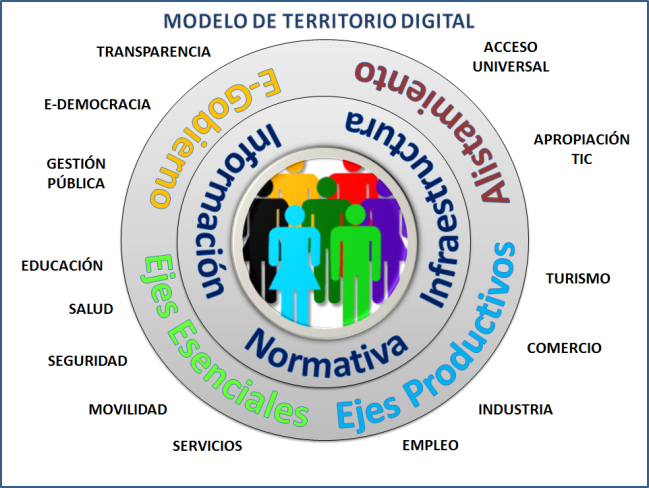 MODELO DE TERRITORIO DIGITAL
TRANSPARENCIA
E-DEMOCRACIA
GESTIÓN
PÚBLICA
EDUCACIÓN
SALUD
SEGURIDAD
MOVILIDAD
SERVICIOS
ACCESO
UNIVERSAL
APROPIACIÓN
TIC
TURISMO
COMERCIO
INDUSTRIA
EMPLEO
E-Gobierno
Alistamiento
Ejes Esenciales
Ejes Productivos
Información
Infraestructura
Normativa